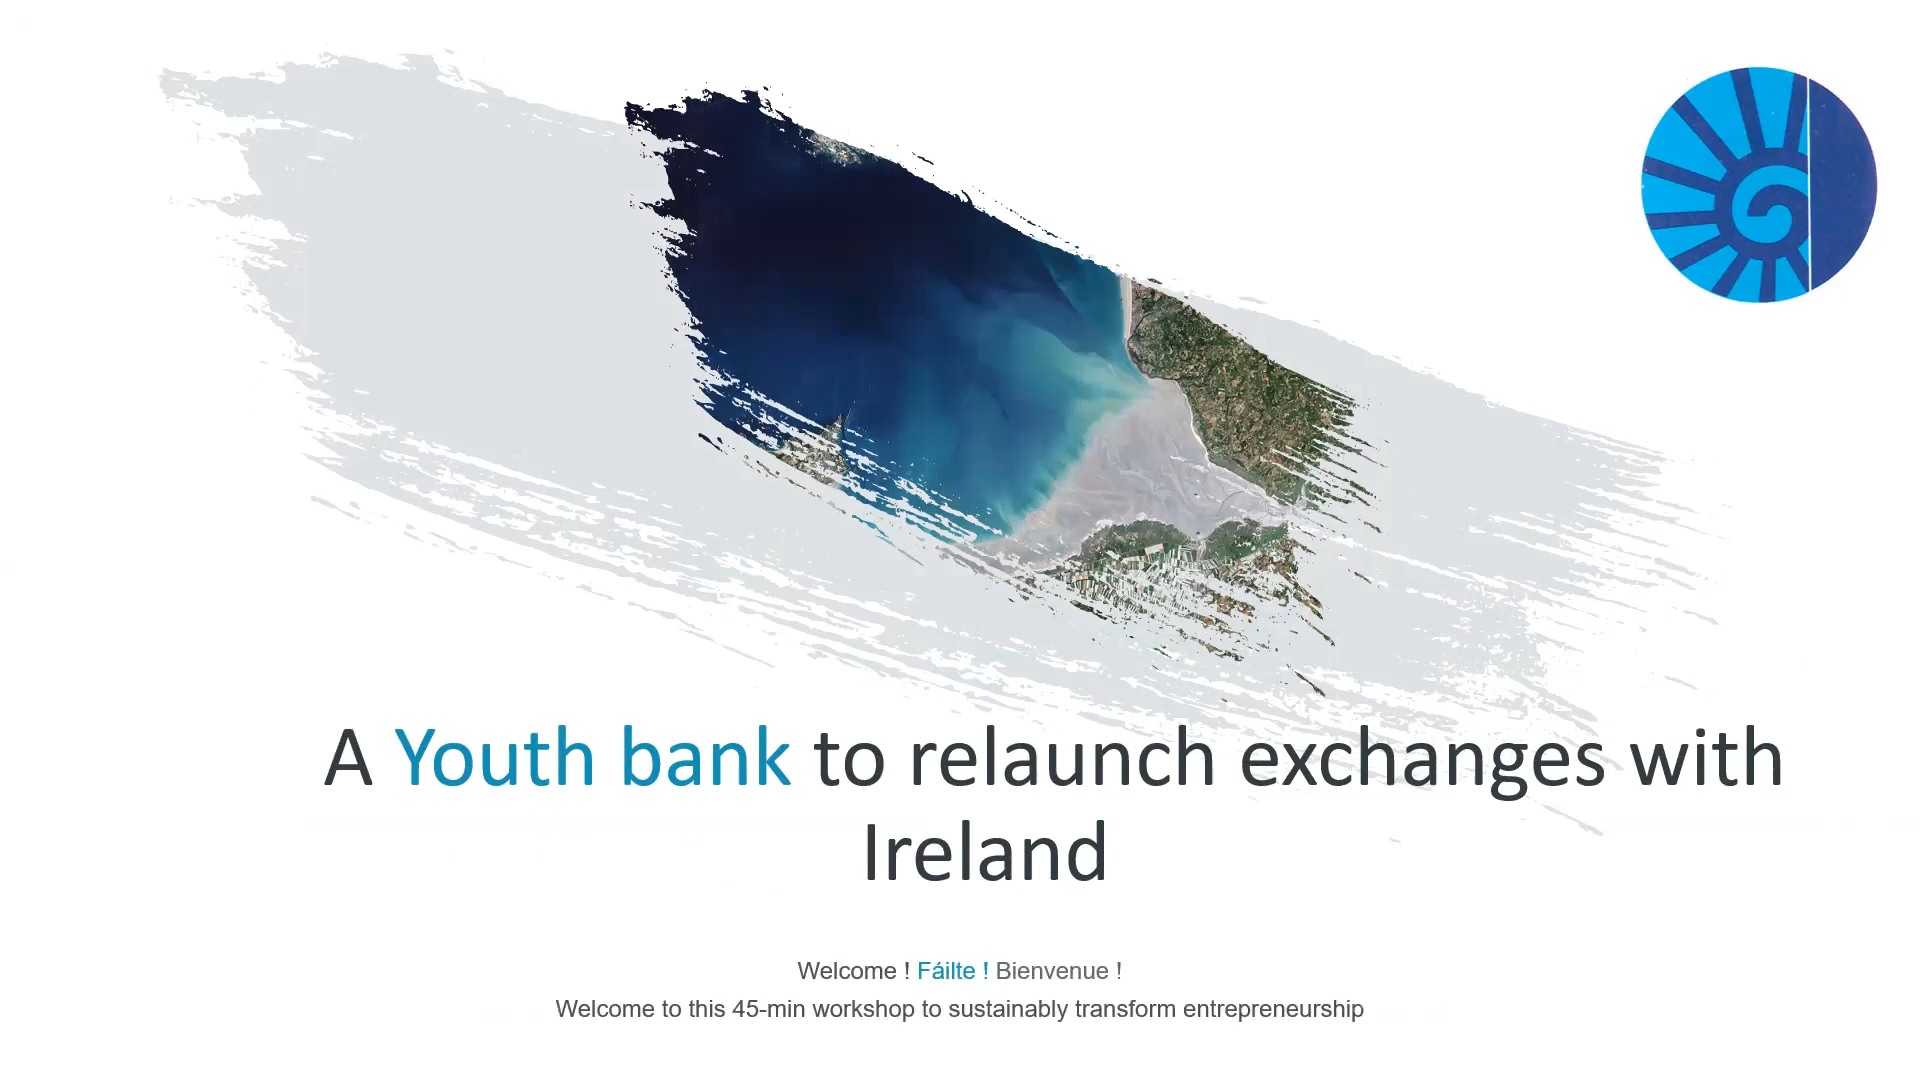 A Youth bank to relaunch exchanges with
Ireland
Welcome ! Fáilte ! Bienvenue !
Welcome to this 45-min workshop to sustainably transform entrepreneurship